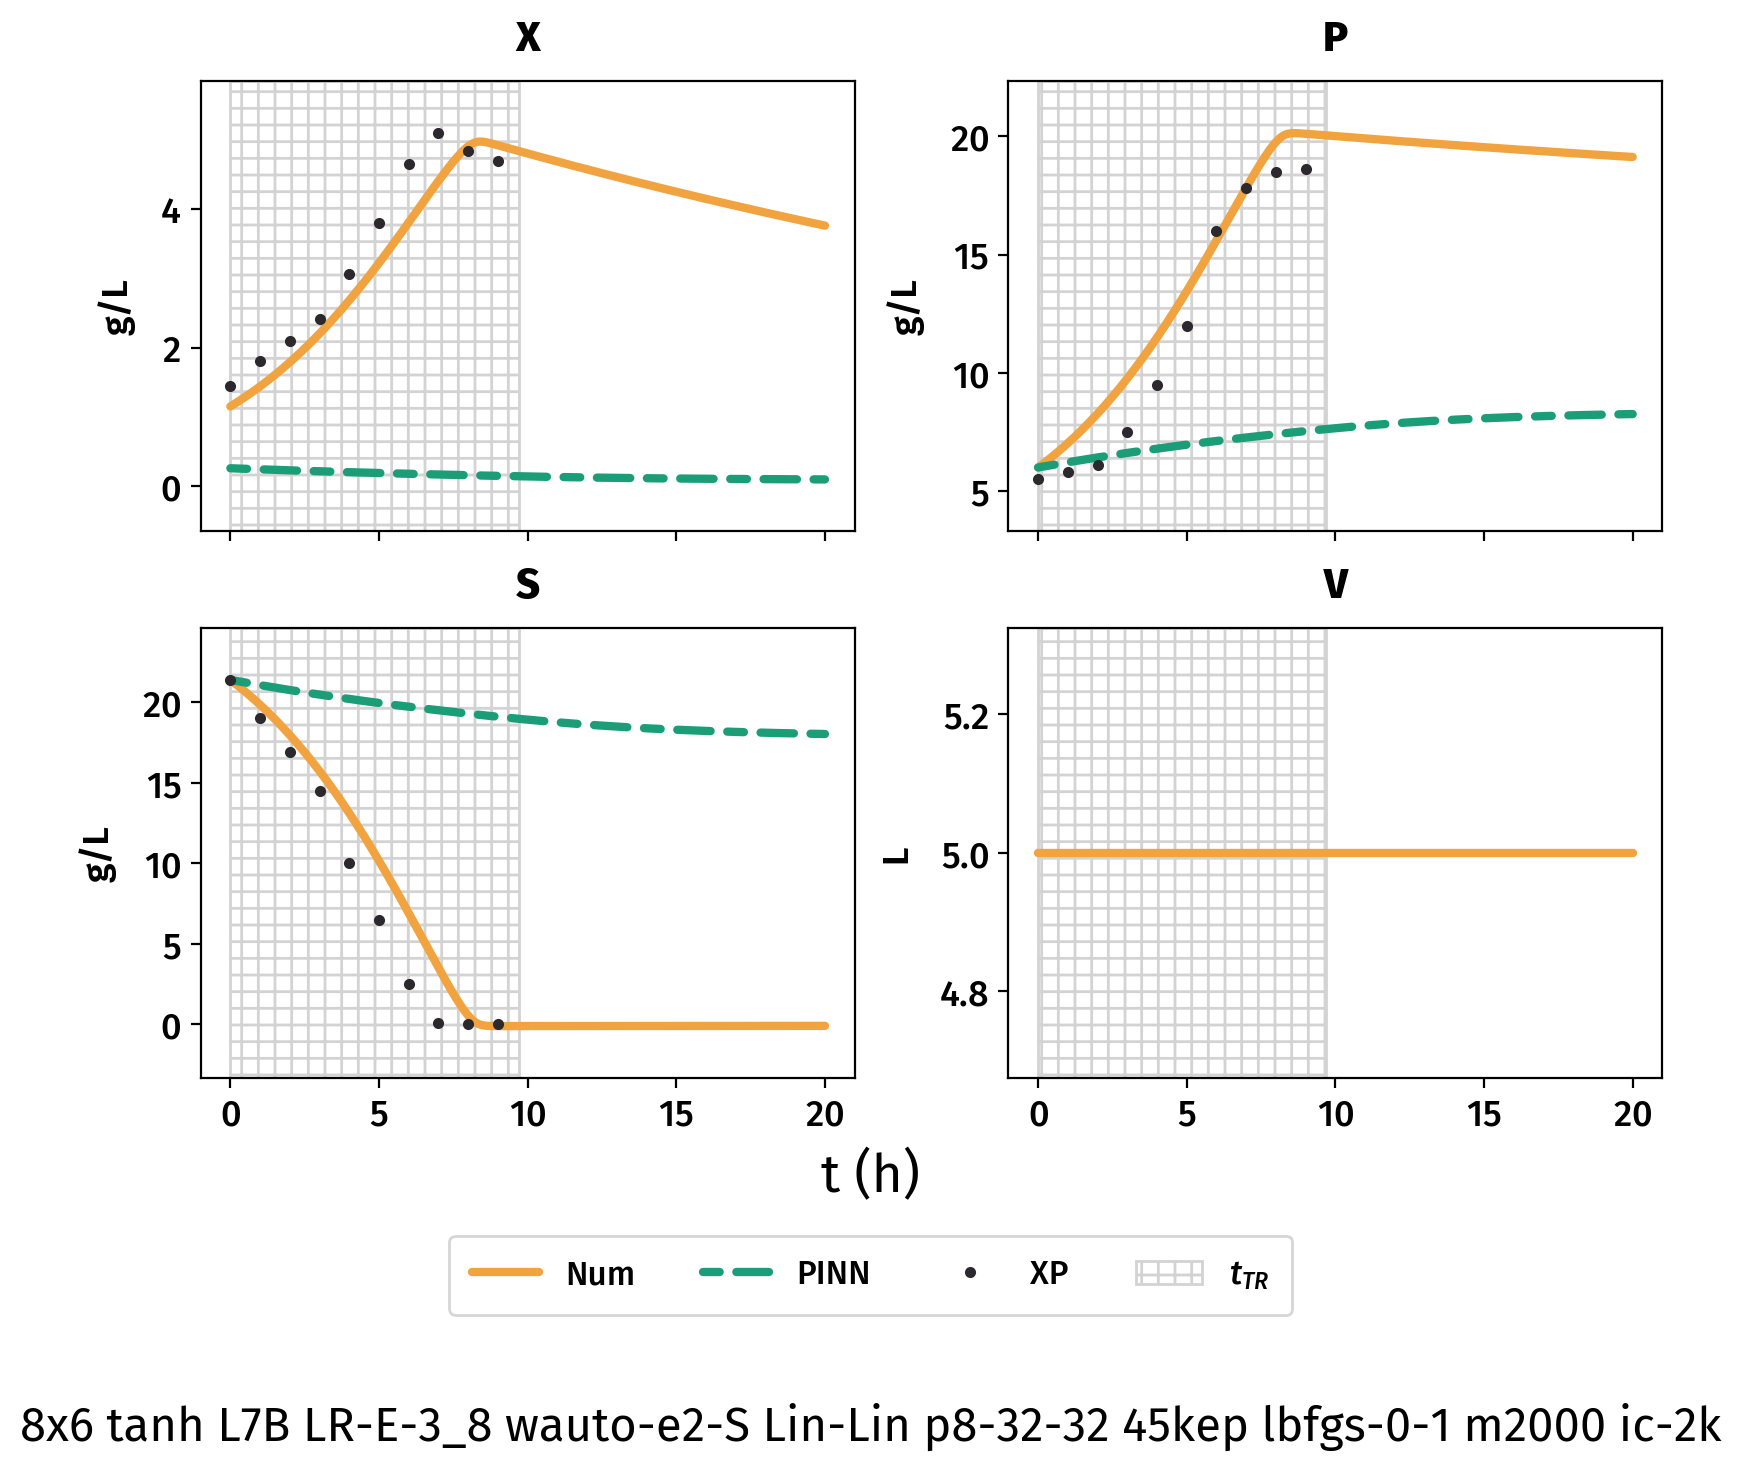 X
P
4
2
0
g/L
20
15
10
5
g/L
S
V
20
15
10
5
0
g/L
5.2
5.0
4.8
L
0 5 10 15 20
0 5 10 15 20
t (h)
Num PINN XP tTR
8x6 tanh L7B LR-E-3_8 wauto-e2-S Lin-Lin p8-32-32 45kep lbfgs-0-1 m2000 ic-2k